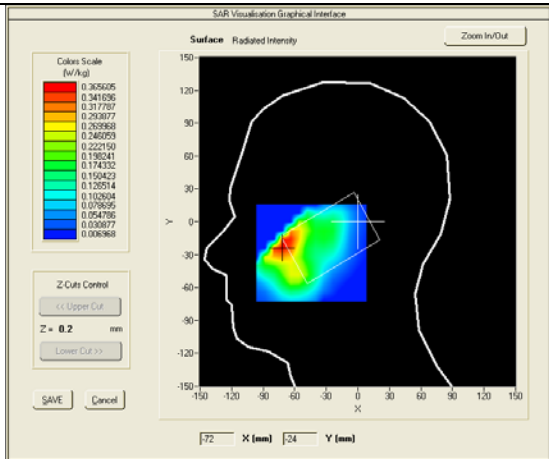 SAR Visualisation Graphical Interface
Surface Radiated Intensity
Zoom In/Out
Colors Scale
(W/kg)
0.365605
0.341696
0.317787
0.293877
0.269968
0.246059
0.222150
0.198241
0.174332
0.150423
0.126514
0.102604
0.078695
0.054786
0.030877
0.006968
Z-Cuts Control
<< Upper Cut
Z = 0.2 mm
Lower Cut >>
SAVE Cancel
150
120
90
60
30
0
-30
-60
-90
-120
-150
Y
-150 -120 -90 -60 -30 0 30 60 90 120 150
X
-72 X (mm) -24 Y (mm)